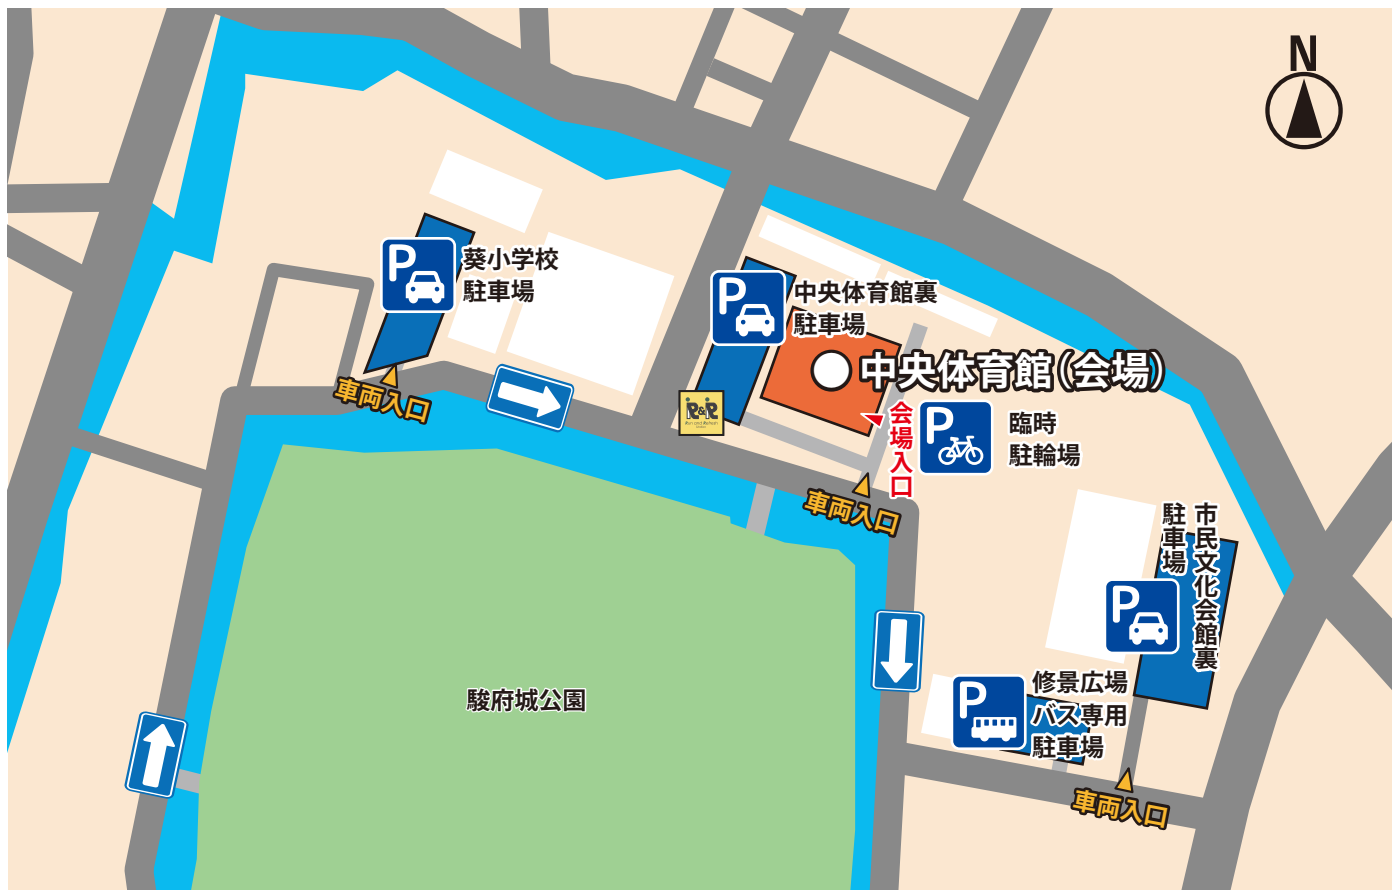 N
P
葵小学校
駐車場
P
中央体育館裏
駐車場
中央体育館（会場）
車両入口
R&R
Run and Refresh
会場入口
P
臨時
駐輪場
車両入口
市民文化会館裏
駐車場
P
駿府城公園
P
修景広場
バス専用
駐車場
車両入口